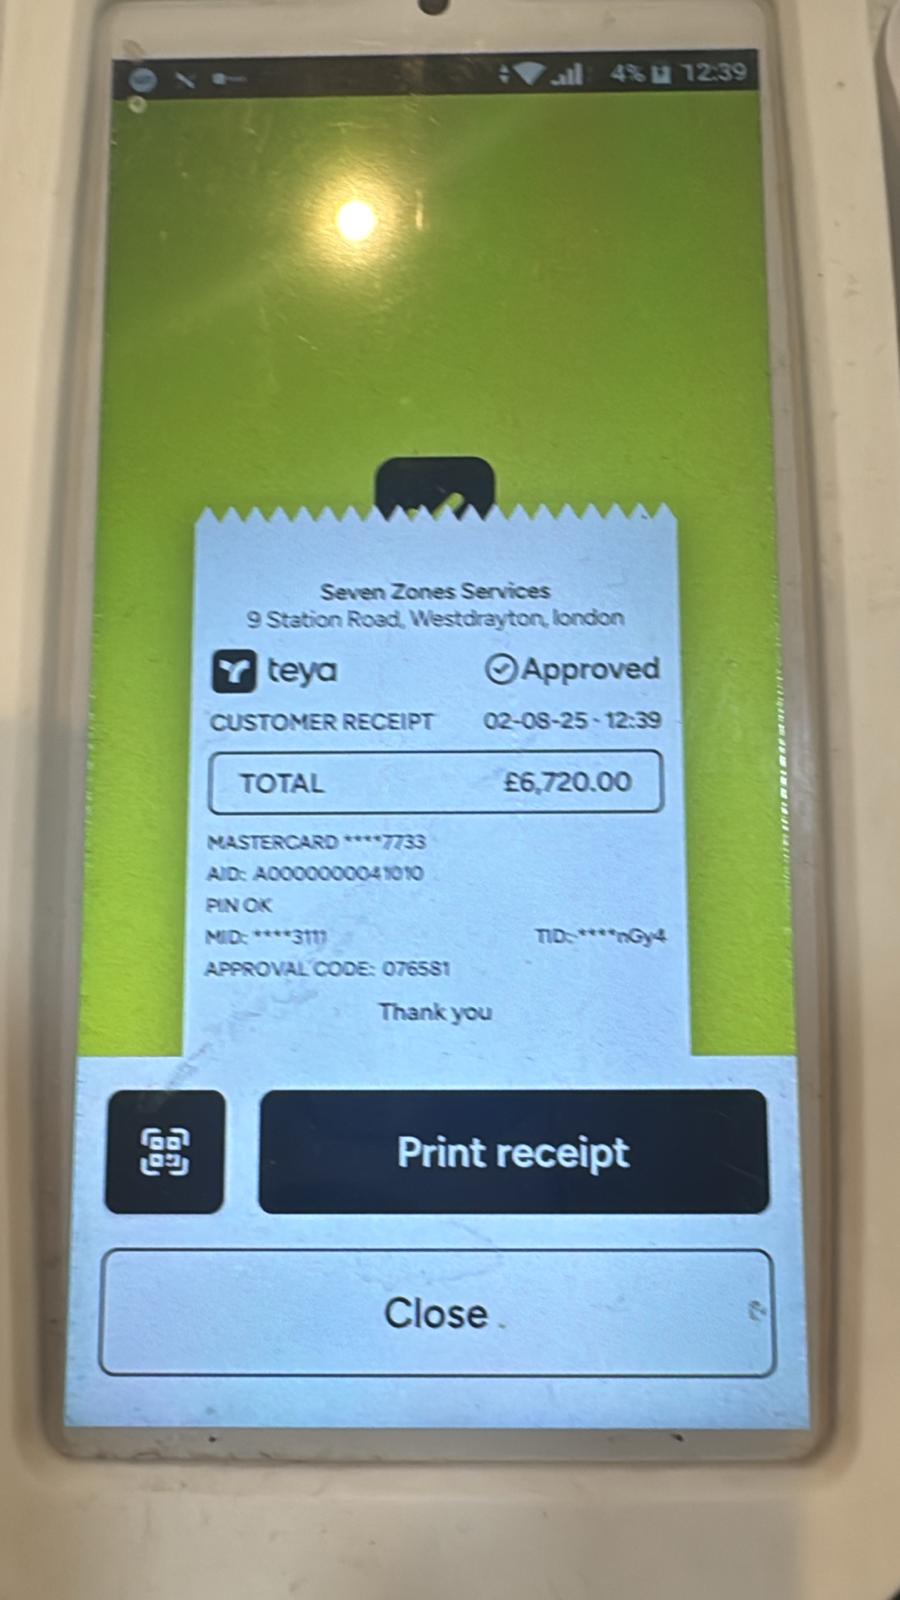 4% 12:39
Seven Zones Services
9 Station Road, Westdrayton, london
teya Approved
CUSTOMER RECEIPT 02-08-25 - 12:39
TOTAL £6,720.00
MASTERCARD ****7733
AID: A0000000041010
PIN OK
MID: ****3111 TID: ****nGy4
APPROVAL CODE: 076581
Thank you
Print receipt
Close